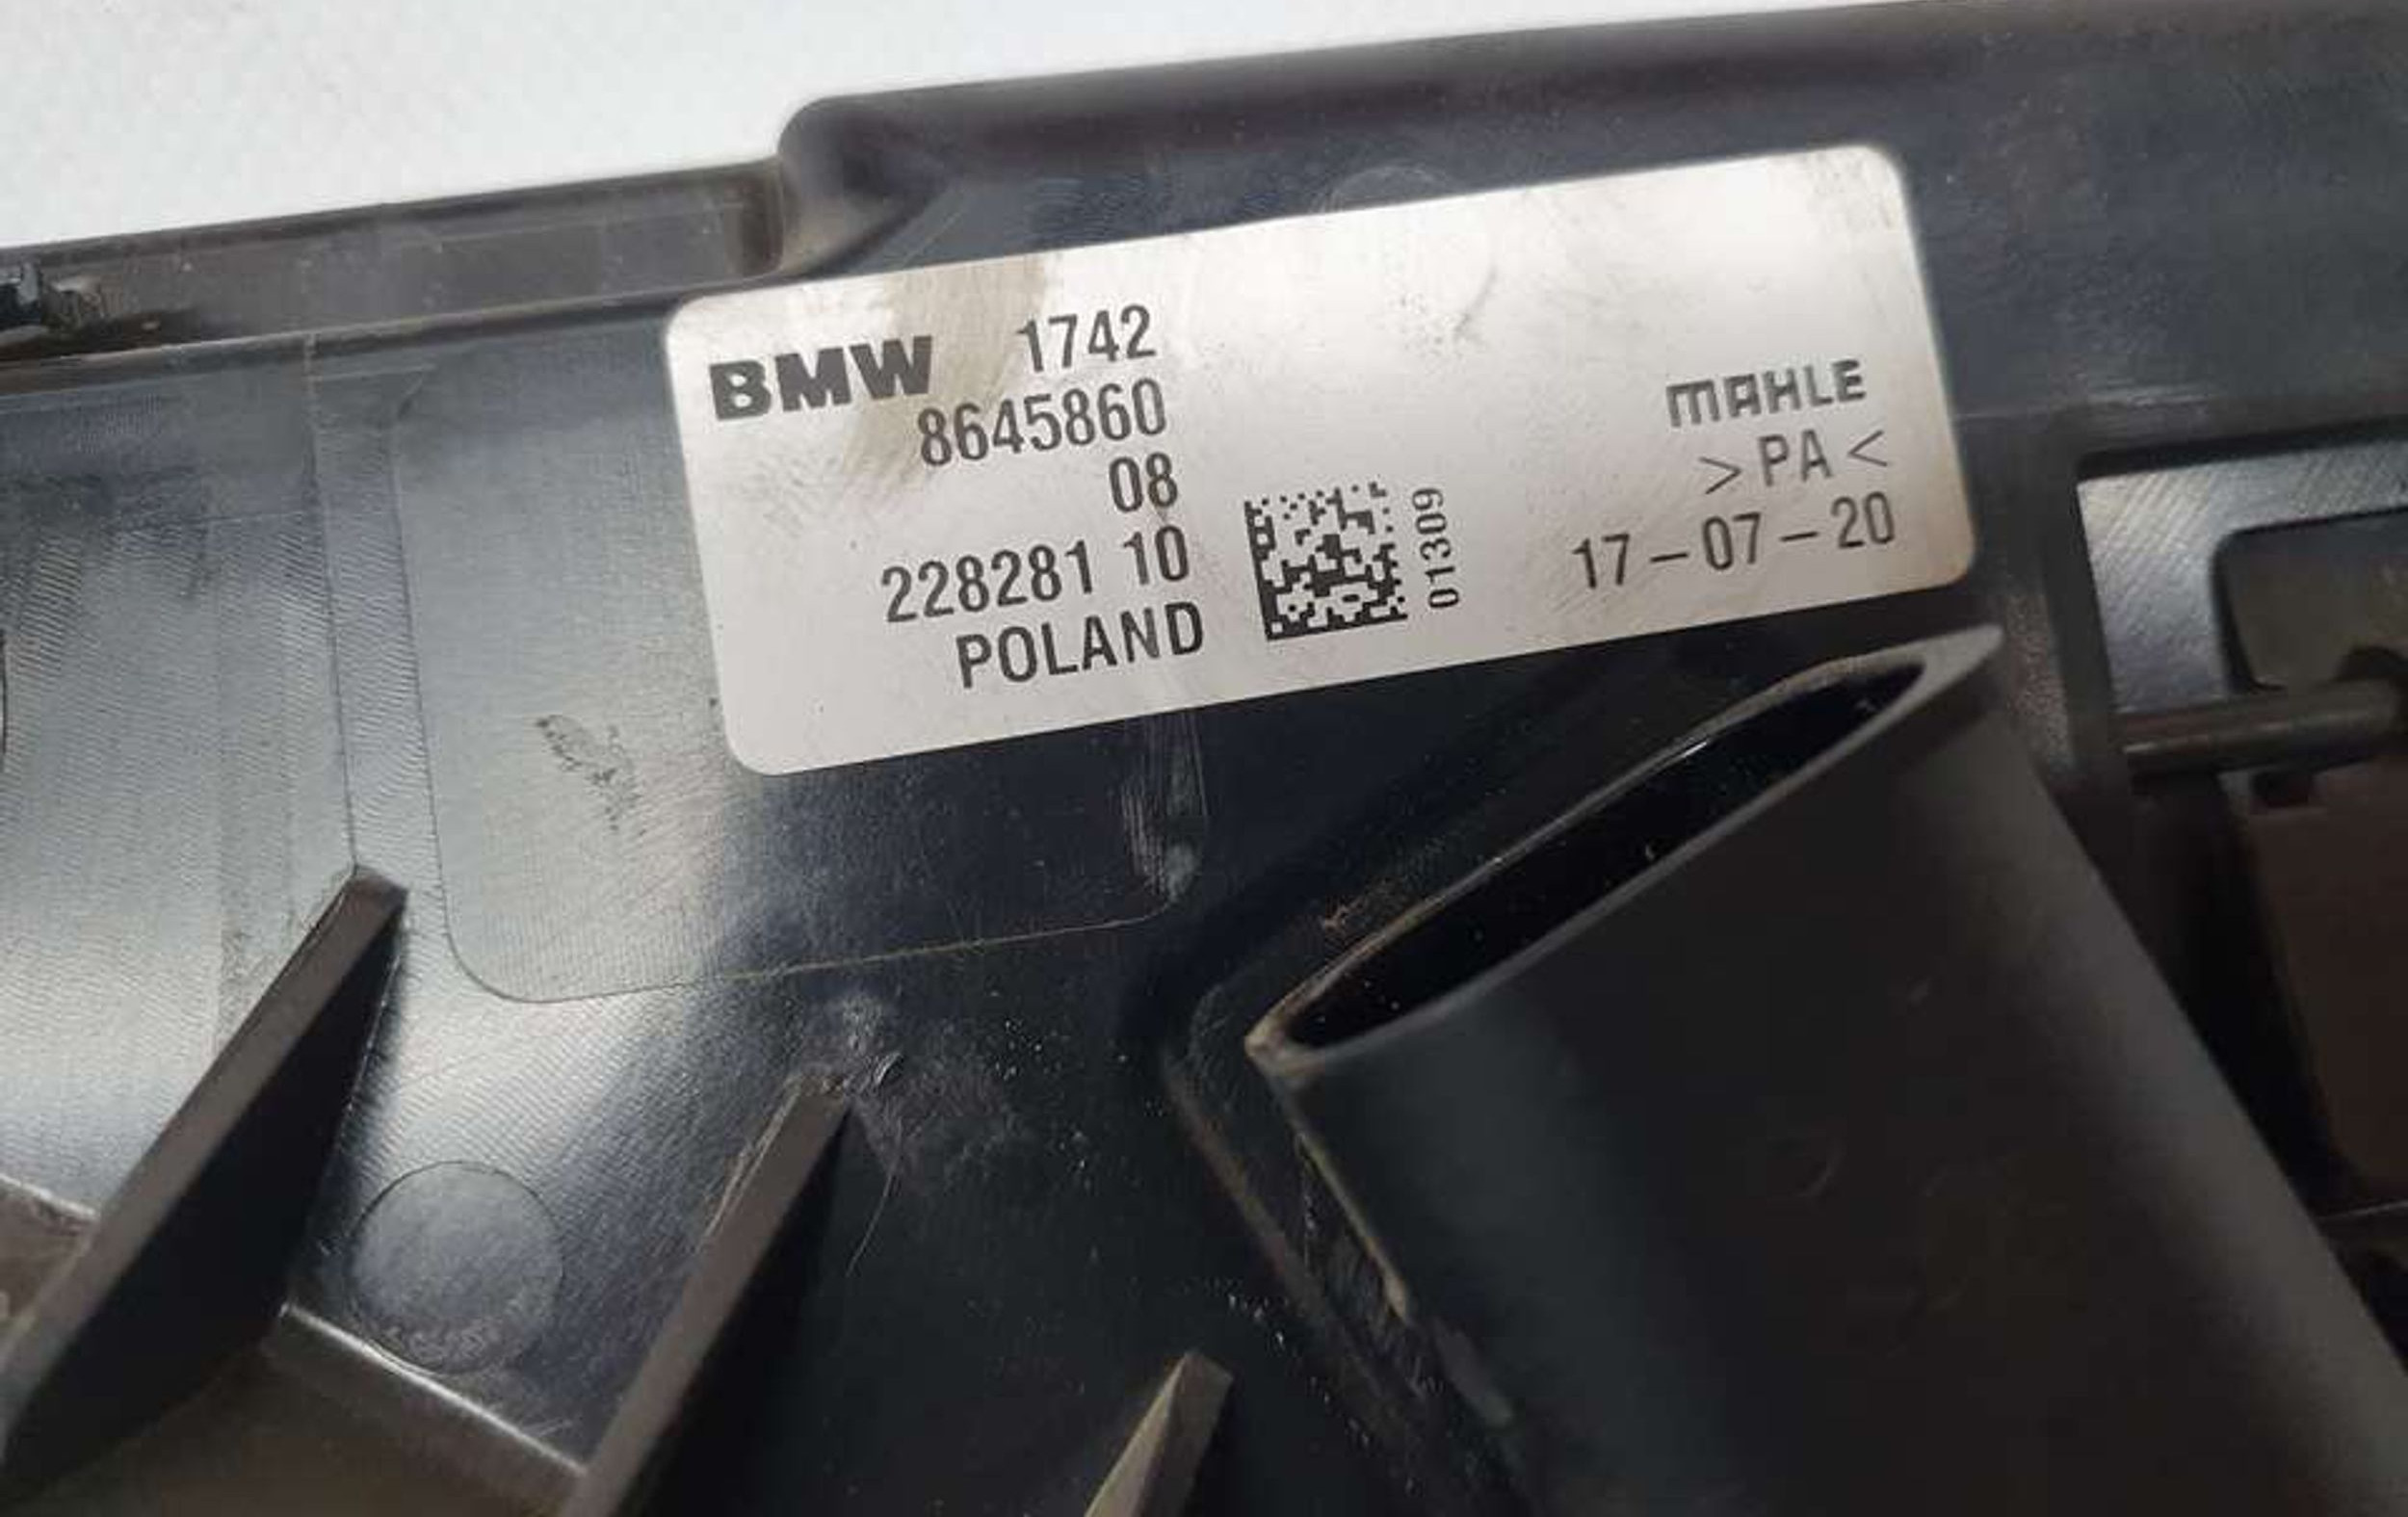 BMW 1742
8645860
08
228281 10
POLAND
01309
MAHLE
>PA<
17-07-20